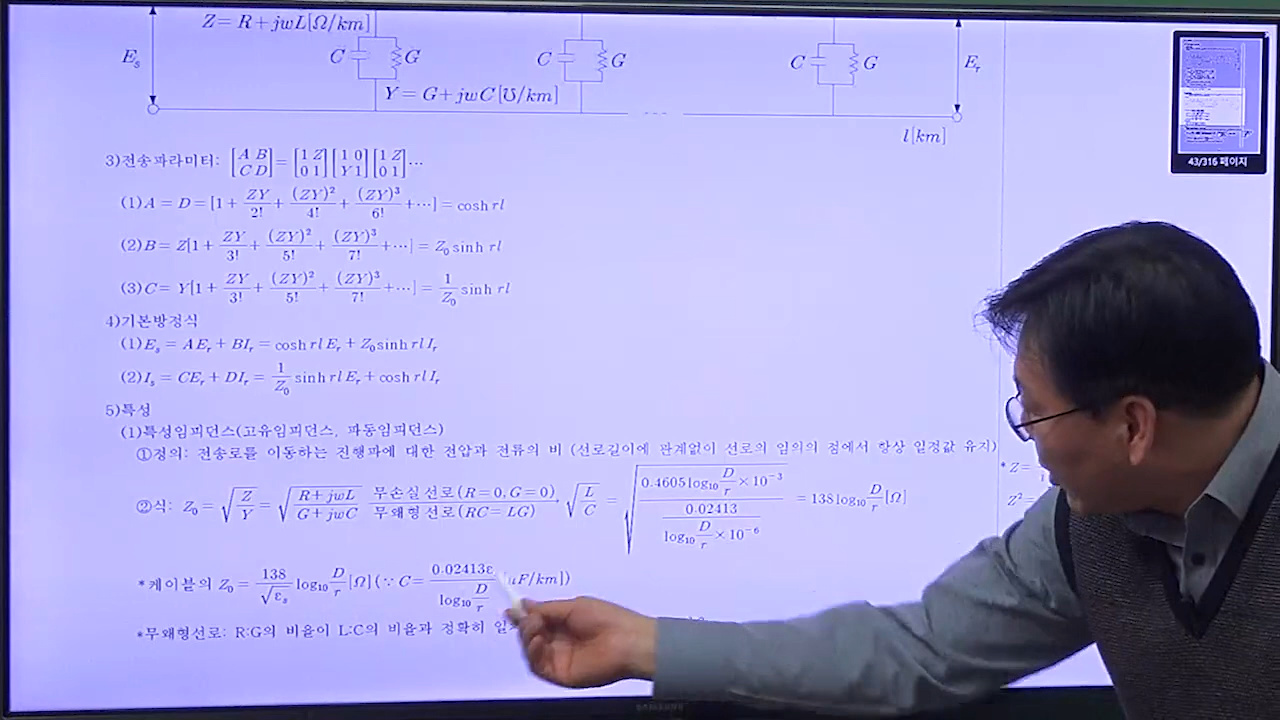 Z = R + jwL[Ω/km]
E_s C G C G C G E_r
Y = G + jwC[℧/km]
l[km]
3)전송파라미터: [A B; C D] = [1 Z; 0 1] [1 0; Y 1] [1 Z; 0 1] ⋯
(1)A = D = [1 + ZY/2! + (ZY)²/4! + (ZY)³/6! + ⋯] = cosh rl
(2)B = Z[1 + ZY/3! + (ZY)²/5! + (ZY)³/7! + ⋯] = Z₀ sinh rl
(3)C = Y[1 + ZY/3! + (ZY)²/5! + (ZY)³/7! + ⋯] = 1/Z₀ sinh rl
4)기본방정식
(1)E_s = AE_r + BI_r = cosh rl E_r + Z₀ sinh rl I_r
(2)I_s = CE_r + DI_r = 1/Z₀ sinh rl E_r + cosh rl I_r
5)특성
(1)특성임피던스(고유임피던스, 파동임피던스)
①정의: 전송로를 이동하는 진행파에 대한 전압과 전류의 비 (선로길이에 관계없이 선로의 임의의 점에서 항상 일정값 유지)
②식: Z₀ = √(Z/Y) = √((R + jwL)/(G + jwC)) 무손실선로(R = 0, G = 0) 무왜형선로(RC = LG) √(L/C) = √((0.4605 log₁₀ D/r × 10⁻³)/(0.02413/(log₁₀ D/r) × 10⁻⁶)) = 138 log₁₀ D/r [Ω]
*케이블의 Z₀ = 138/√ε_s log₁₀ D/r [Ω] (∵ C = 0.02413ε/(log₁₀ D/r) μF/km])
*무왜형선로: R:G의 비율이 L:C의 비율과 정확히
* Z =
Z² =
43/316 페이지
SAMSUNG